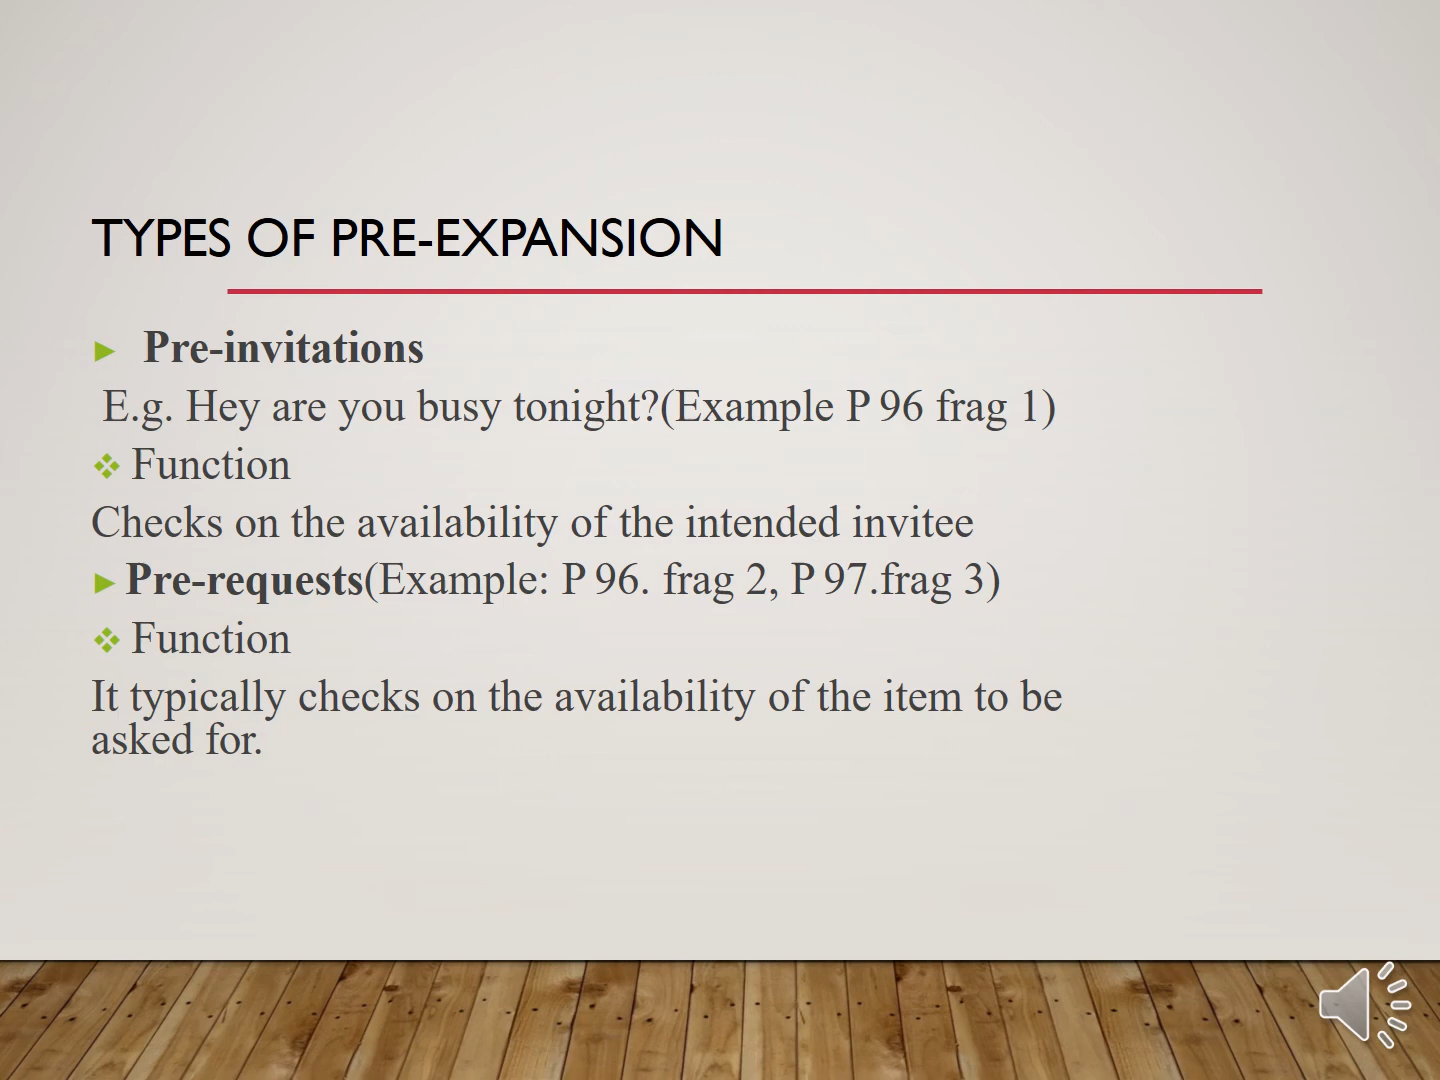 TYPES OF PRE-EXPANSION
► Pre-invitations
E.g. Hey are you busy tonight?(Example P 96 frag 1)
❖ Function
Checks on the availability of the intended invitee
► Pre-requests(Example: P 96. frag 2, P 97.frag 3)
❖ Function
It typically checks on the availability of the item to be
asked for.